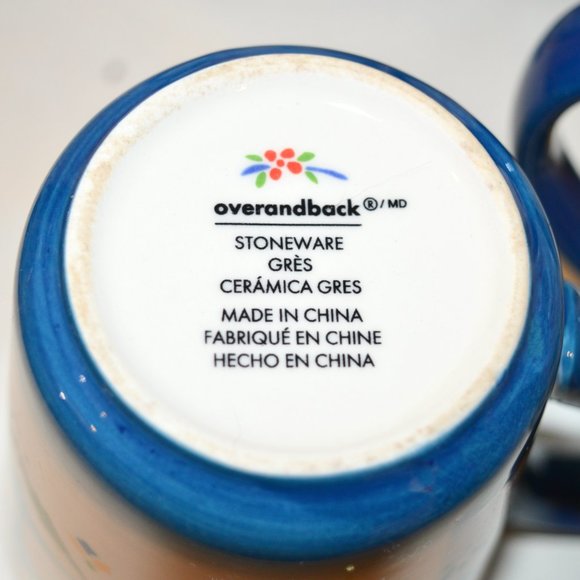 overandback®/MD
STONEWARE
GRÈS
CERÁMICA GRES
MADE IN CHINA
FABRIQUÉ EN CHINE
HECHO EN CHINA